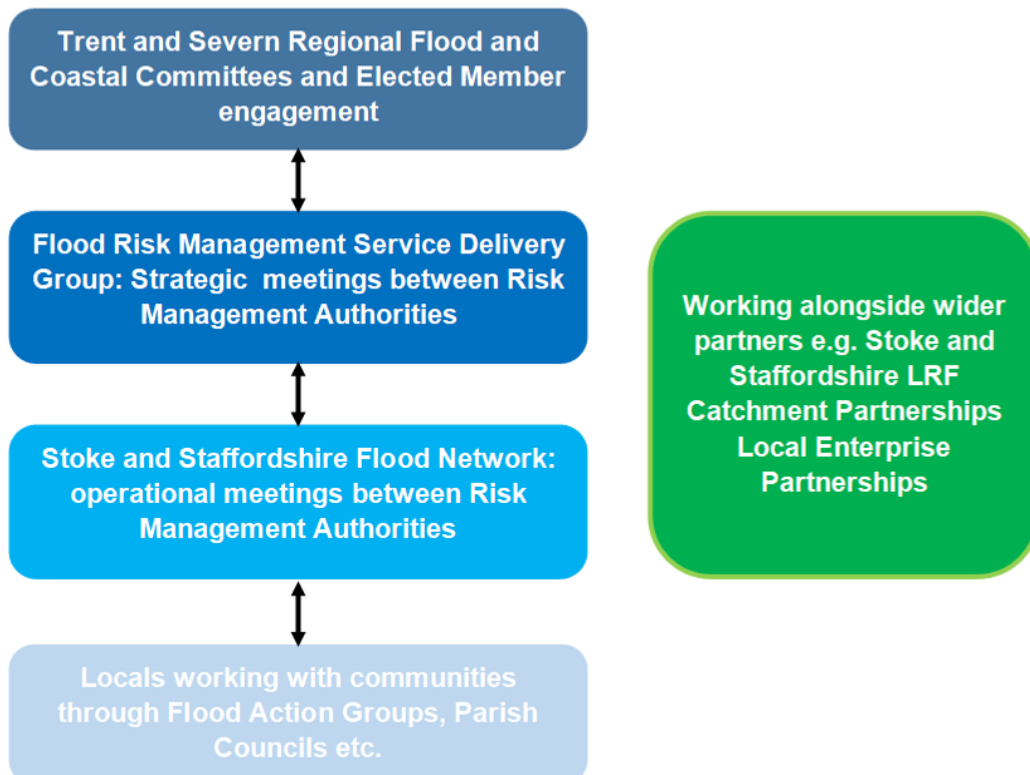 Trent and Severn Regional Flood and
Coastal Committees and Elected Member
engagement
Flood Risk Management Service Delivery
Group: Strategic meetings between Risk
Management Authorities
Stoke and Staffordshire Flood Network:
operational meetings between Risk
Management Authorities
Locals working with communities
through Flood Action Groups, Parish
Councils etc.
Working alongside wider
partners e.g. Stoke and
Staffordshire LRF
Catchment Partnerships
Local Enterprise
Partnerships